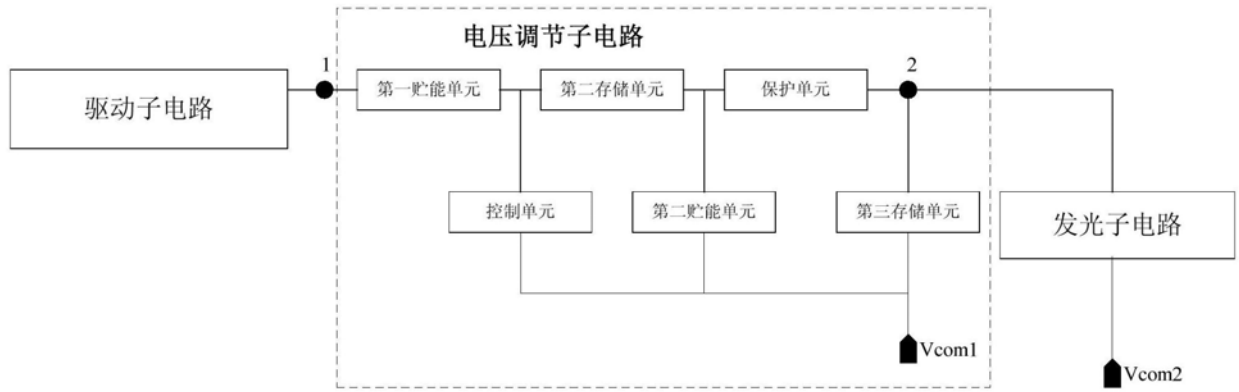 电压调节子电路
1
2
驱动子电路
第一贮能单元
第二存储单元
保护单元
控制单元
第二贮能单元
第三存储单元
发光子电路
Vcom1
Vcom2